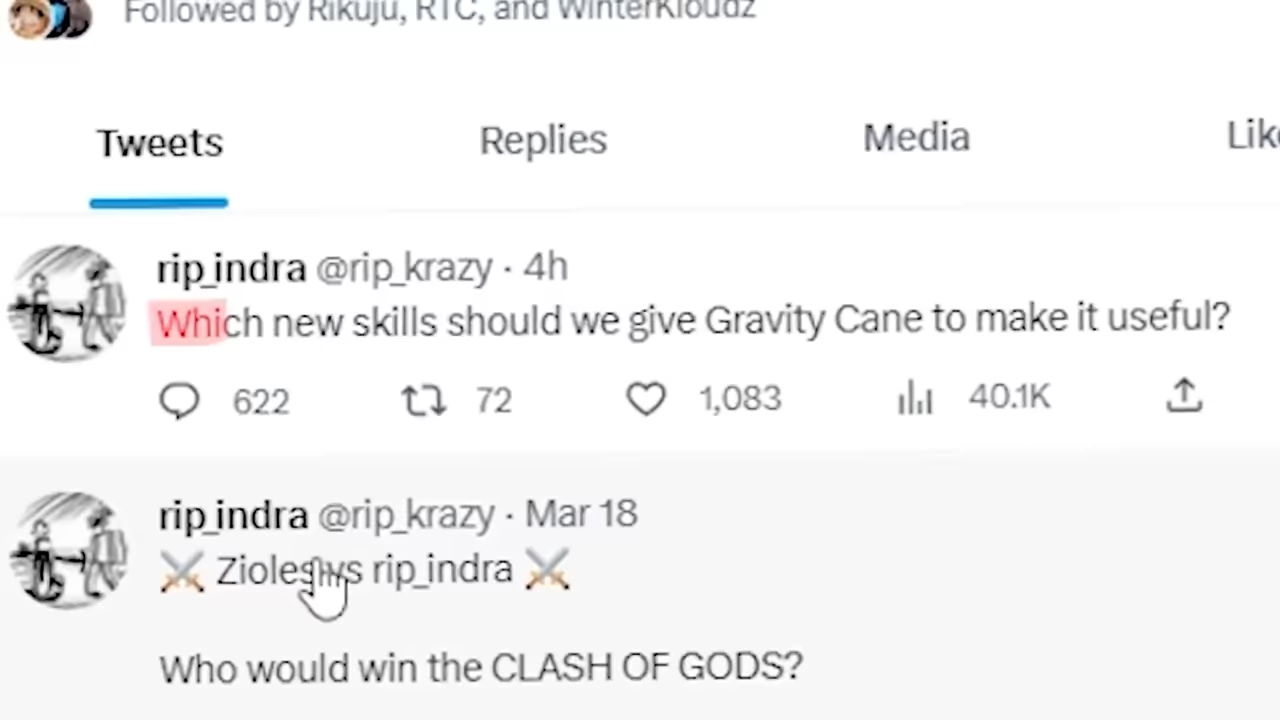 Followed by Rikuju, RTC, and WinterKloudz
Tweets Replies Media Lik
rip_indra @rip_krazy · 4h
Which new skills should we give Gravity Cane to make it useful?
622 72 1,083 40.1K
rip_indra @rip_krazy · Mar 18
⚔️ Zioles vs rip_indra ⚔️
Who would win the CLASH OF GODS?